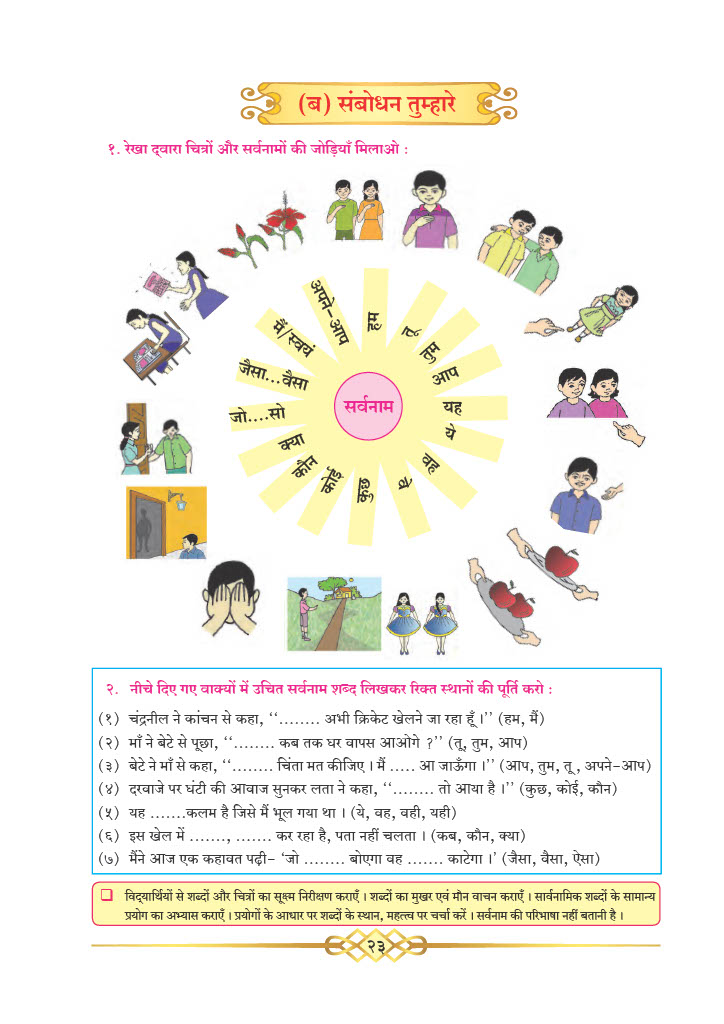 (ब) संबोधन तुम्हारे
१. रेखा द्वारा चित्रों और सर्वनामों की जोड़ियाँ मिलाओ :
सर्वनाम
हम
तू
तुम
आप
यह
ये
वह
वे
कुछ
कोई
कौन
क्या
जो....सो
जैसा...वैसा
मैं/स्वयं
अपने-आप
२. नीचे दिए गए वाक्यों में उचित सर्वनाम शब्द लिखकर रिक्त स्थानों की पूर्ति करो :
(१) चंद्रनील ने कांचन से कहा, ‘‘........ अभी क्रिकेट खेलने जा रहा हूँ ।’’ (हम, मैं)
(२) माँ ने बेटे से पूछा, ‘‘........ कब तक घर वापस आओगे ?’’ (तू, तुम, आप)
(३) बेटे ने माँ से कहा, ‘‘........ चिंता मत कीजिए । मैं ..... आ जाऊँगा ।’’ (आप, तुम, तू , अपने-आप)
(४) दरवाजे पर घंटी की आवाज सुनकर लता ने कहा, ‘‘........ तो आया है ।’’ (कुछ, कोई, कौन)
(५) यह .......कलम है जिसे मैं भूल गया था । (ये, वह, वही, यही)
(६) इस खेल में ......., ....... कर रहा है, पता नहीं चलता । (कब, कौन, क्या)
(७) मैंने आज एक कहावत पढ़ी- ‘जो ........ बोएगा वह ....... काटेगा ।’ (जैसा, वैसा, ऐसा)
❑ विद्यार्थियों से शब्दों और चित्रों का सूक्ष्म निरीक्षण कराएँ । शब्दों का मुखर एवं मौन वाचन कराएँ । सार्वनामिक शब्दों के सामान्य
प्रयोग का अभ्यास कराएँ । प्रयोगों के आधार पर शब्दों के स्थान, महत्त्व पर चर्चा करें । सर्वनाम की परिभाषा नहीं बतानी है ।
२३